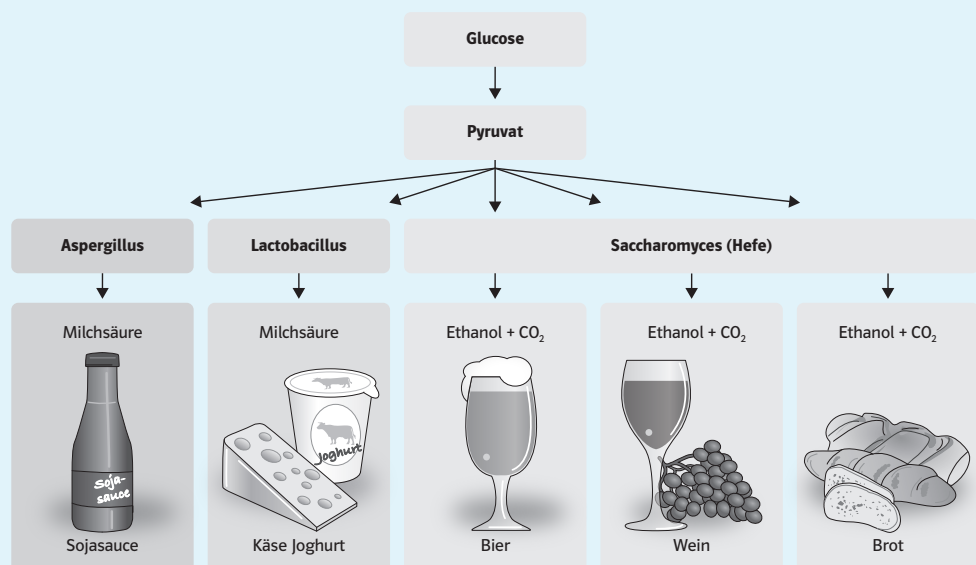 Glucose
Pyruvat
Aspergillus
Lactobacillus
Saccharomyces (Hefe)
Milchsäure
Milchsäure
Ethanol + CO₂
Ethanol + CO₂
Ethanol + CO₂
Soja-
sauce
Joghurt
Sojasauce
Käse Joghurt
Bier
Wein
Brot